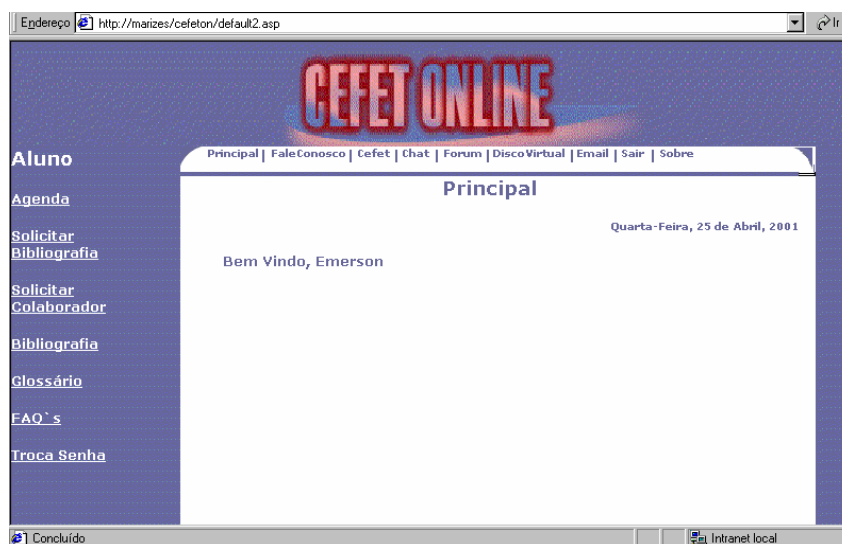 Endereço http://marizes/cefeton/default2.asp Ir
CEFET ONLINE
Aluno
Principal | FaleConosco | Cefet | Chat | Forum | DiscoVirtual | Email | Sair | Sobre
Principal
Agenda
Quarta-Feira, 25 de Abril, 2001
Solicitar
Bibliografia
Bem Vindo, Emerson
Solicitar
Colaborador
Bibliografia
Glossário
FAQ`s
Troca Senha
Concluído
Intranet local